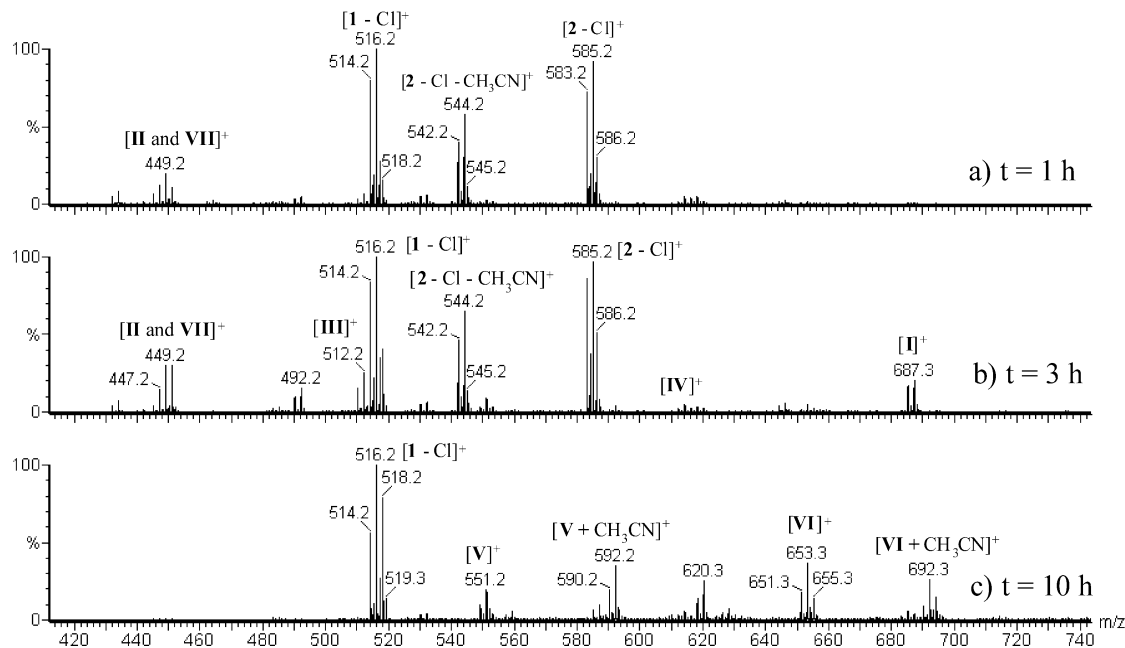 [1 - Cl]⁺
516.2
100
514.2
[2 - Cl - CH₃CN]⁺
544.2
[2 - Cl]⁺
585.2
583.2
%
[II and VII]⁺
449.2
518.2
542.2
545.2
586.2
a) t = 1 h
0
100
516.2 [1 - Cl]⁺
514.2
[2 - Cl - CH₃CN]⁺
544.2
585.2 [2 - Cl]⁺
%
[II and VII]⁺
449.2
447.2
492.2
[III]⁺
512.2
542.2
545.2
586.2
[IV]⁺
[I]⁺
687.3
b) t = 3 h
0
100
516.2 [1 - Cl]⁺
518.2
514.2
%
519.3
[V]⁺
551.2
[V + CH₃CN]⁺
592.2
590.2
620.3
[VI]⁺
653.3
651.3
655.3
[VI + CH₃CN]⁺
692.3
c) t = 10 h
0
420 440 460 480 500 520 540 560 580 600 620 640 660 680 700 720 740 m/z